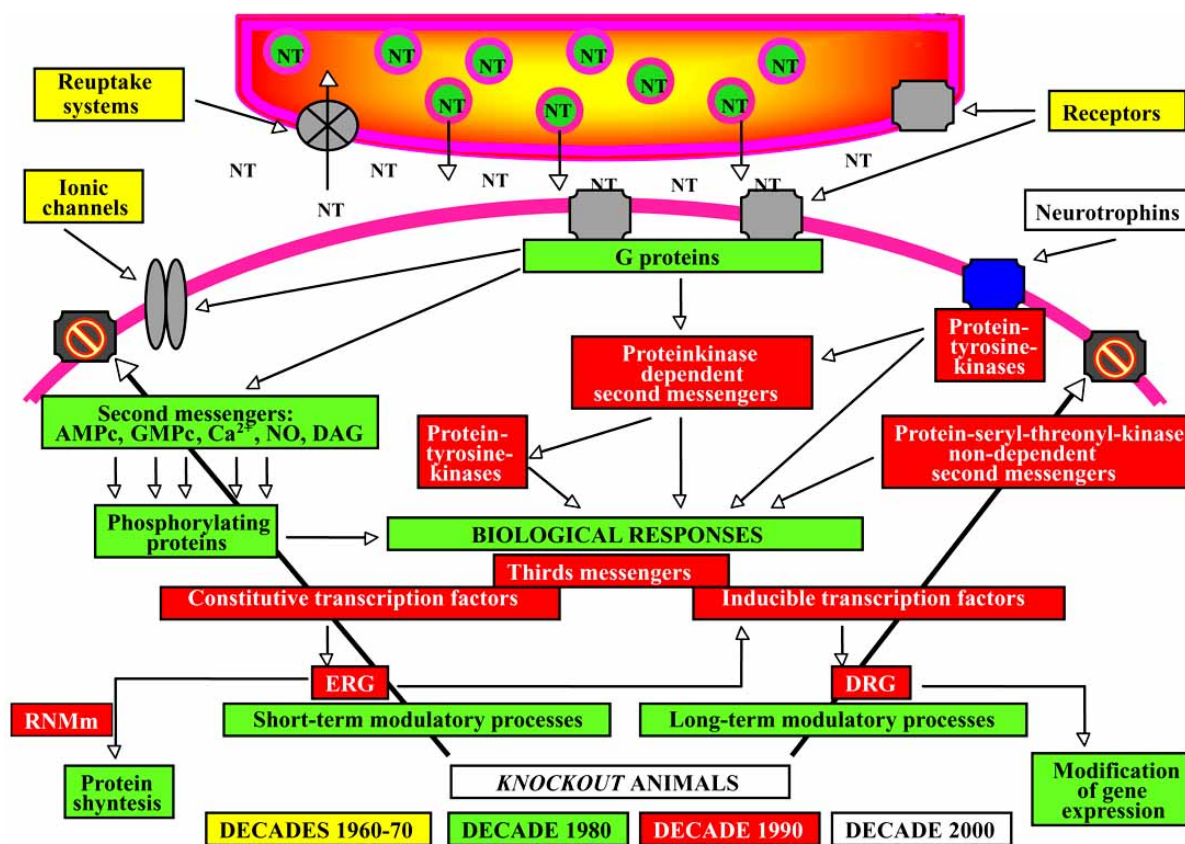 NT
NT
NT
NT
NT
NT
NT
NT
NT
Reuptake
systems
Receptors
NT
NT
NT
NT
NT
NT
NT
NT
Ionic
channels
Neurotrophins
G proteins
Protein-
tyrosine-
kinases
Proteinkinase
dependent
second messengers
Second messengers:
AMPc, GMPc, Ca²⁺, NO, DAG
Protein-
tyrosine-
kinases
Protein-seryl-threonyl-kinase
non-dependent
second messengers
Phosphorylating
proteins
BIOLOGICAL RESPONSES
Thirds messengers
Constitutive transcription factors
Inducible transcription factors
ERG
DRG
RNMm
Short-term modulatory processes
Long-term modulatory processes
Protein
shyntesis
KNOCKOUT ANIMALS
Modification
of gene
expression
DECADES 1960-70
DECADE 1980
DECADE 1990
DECADE 2000